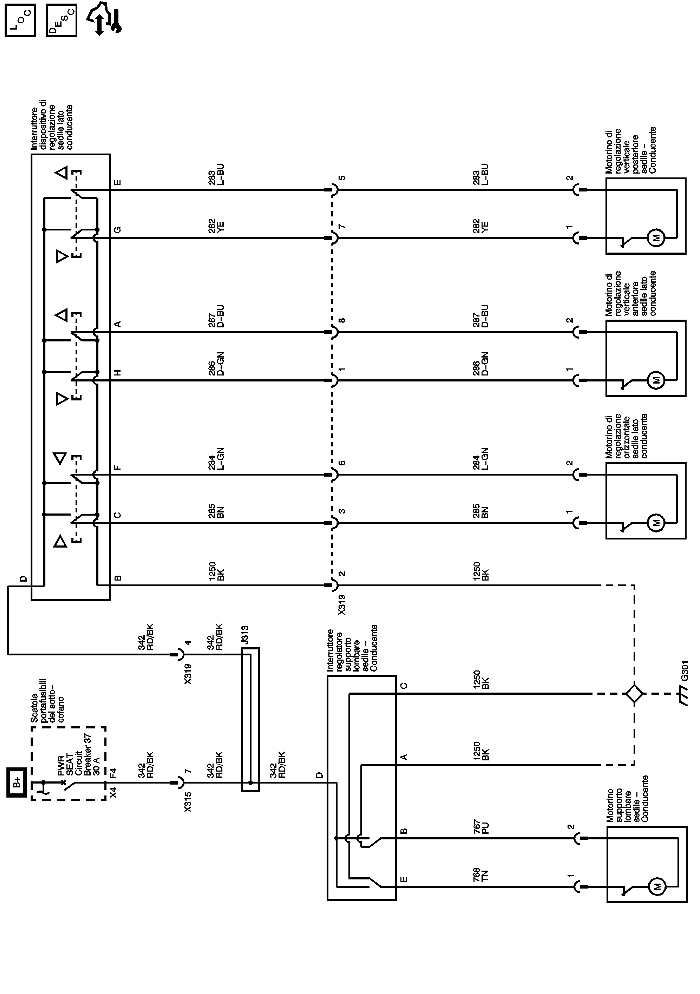 L O C
D E S C
Interruttore
dispositivo di
regolazione
sedile lato
conducente
E
283
L-BU
5
283
L-BU
2
G
282
YE
7
282
YE
1
Motorino di
regolazione
verticale
posteriore
sedile –
Conducente
M
A
287
D-BU
8
287
D-BU
2
H
286
D-GN
1
286
D-GN
1
Motorino di
regolazione
verticale
anteriore
sedile lato
conducente
M
F
284
L-GN
6
284
L-GN
2
C
285
BN
3
285
BN
1
Motorino di
regolazione
orizzontale
sedile lato
conducente
M
D
B
1250
BK
2
X319
1250
BK
342
RD/BK
4
X319
342
RD/BK
J313
Scatola
portafusibili
del sotto-
cofano
B+
PWR
SEAT
Circuit
Breaker 37
30 A
F4
X4
342
RD/BK
7
X315
342
RD/BK
342
RD/BK
D
Interruttore
regolatore
supporto
lombare
sedile –
Conducente
C
1250
BK
G301
A
1250
BK
B
767
PU
2
E
768
TN
1
Motorino
supporto
lombare
sedile –
Conducente
M